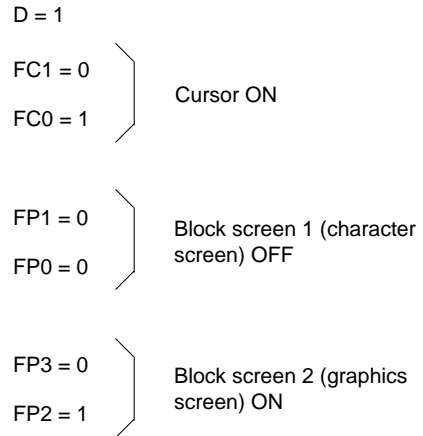 D = 1
FC1 = 0
FC0 = 1
Cursor ON
FP1 = 0
FP0 = 0
Block screen 1 (character
screen) OFF
FP3 = 0
FP2 = 1
Block screen 2 (graphics
screen) ON